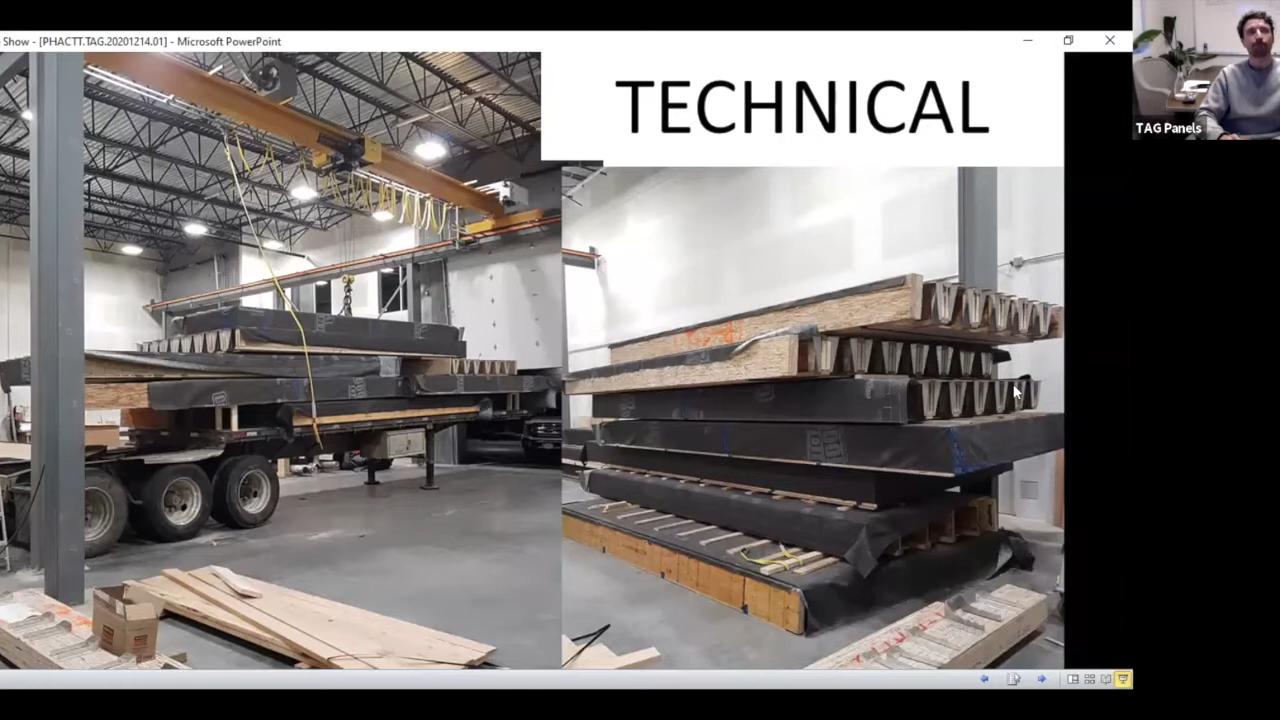 Show - [PHACTT.TAG.20201214.01] - Microsoft PowerPoint
TECHNICAL
TAG Panels